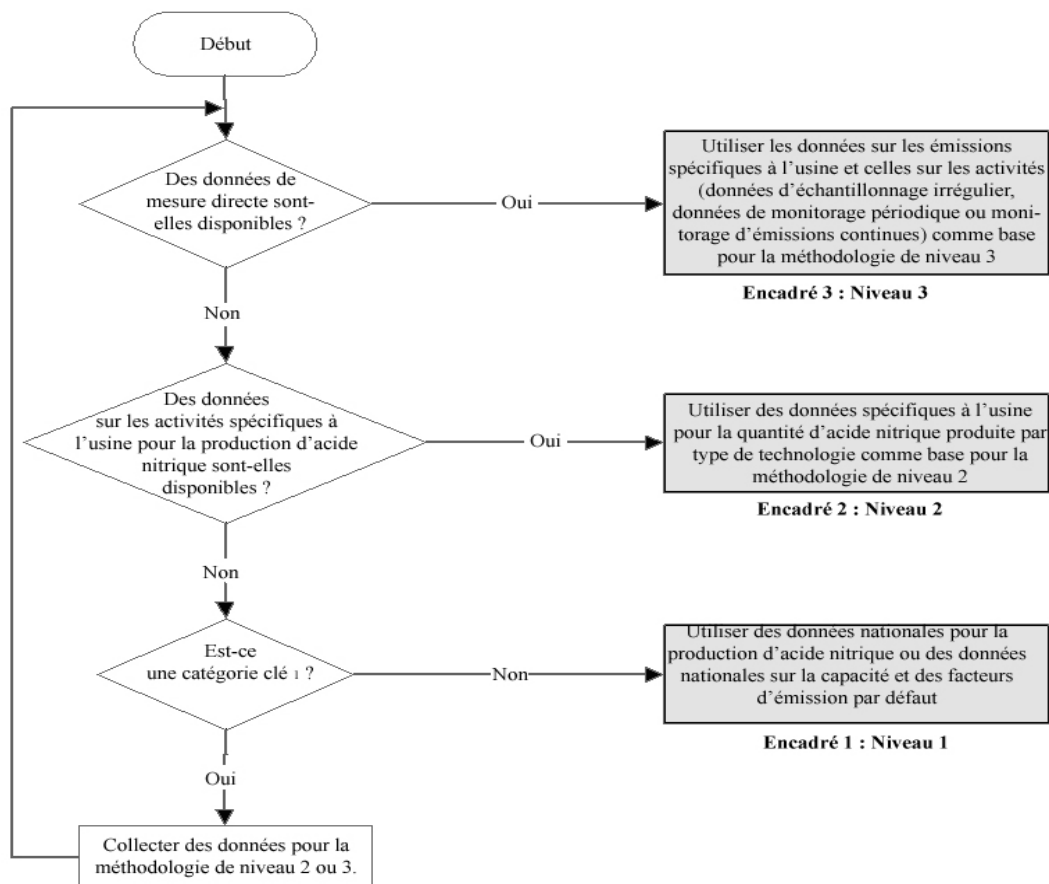 Début
Des données de
mesure directe sont-
elles disponibles ?
Oui
Utiliser les données sur les émissions
spécifiques à l'usine et celles sur les activités
(données d'échantillonnage irrégulier,
données de monitorage périodique ou moni-
torage d'émissions continues) comme base
pour la méthodologie de niveau 3
Encadré 3 : Niveau 3
Non
Des données
sur les activités spécifiques à
l'usine pour la production d'acide
nitrique sont-elles
disponibles ?
Oui
Utiliser des données spécifiques à l'usine
pour la quantité d'acide nitrique produite par
type de technologie comme base pour la
méthodologie de niveau 2
Encadré 2 : Niveau 2
Non
Est-ce
une catégorie clé 1 ?
Non
Utiliser des données nationales pour la
production d'acide nitrique ou des données
nationales sur la capacité et des facteurs
d'émission par défaut
Encadré 1 : Niveau 1
Oui
Collecter des données pour la
méthodologie de niveau 2 ou 3.